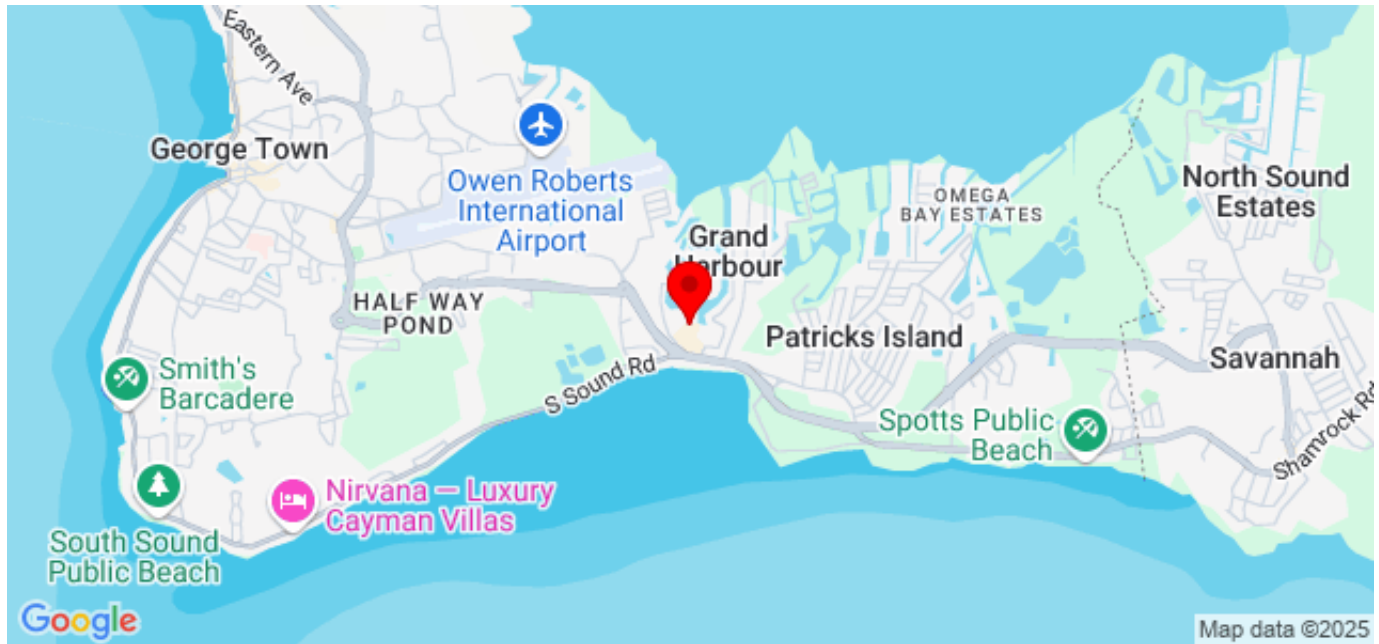 Eastern Ave
George Town
Owen Roberts
International
Airport
OMEGA
BAY ESTATES
North Sound
Estates
Grand
Harbour
HALF WAY
POND
Patricks Island
Savannah
Smith's
Barcadere
S Sound Rd
Spotts Public
Beach
Shamrock Rd
Nirvana — Luxury
Cayman Villas
South Sound
Public Beach
Google
Map data ©2025